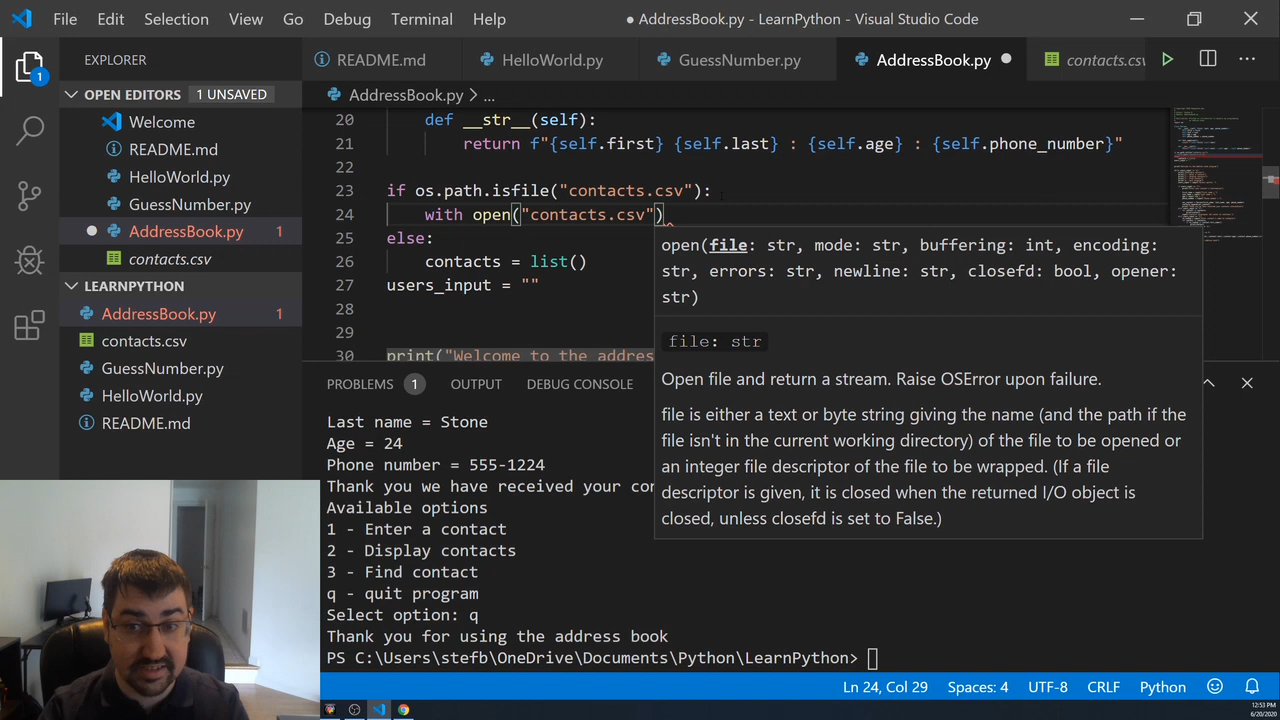 File Edit Selection View Go Debug Terminal Help ● AddressBook.py - LearnPython - Visual Studio Code
EXPLORER
README.md HelloWorld.py GuessNumber.py AddressBook.py contacts.csv
1
OPEN EDITORS 1 UNSAVED
AddressBook.py > ...
Welcome
README.md
HelloWorld.py
GuessNumber.py
AddressBook.py 1
contacts.csv
LEARNPYTHON
AddressBook.py 1
contacts.csv
GuessNumber.py
HelloWorld.py
README.md
20 def __str__(self):
21 return f"{self.first} {self.last} : {self.age} : {self.phone_number}"
22
23 if os.path.isfile("contacts.csv"):
24 with open("contacts.csv")
25 else:
26 contacts = list()
27 users_input = ""
28
29
30 print("Welcome to the addres
open(file: str, mode: str, buffering: int, encoding:
str, errors: str, newline: str, closefd: bool, opener:
str)
file: str
Open file and return a stream. Raise OSError upon failure.
file is either a text or byte string giving the name (and the path if the
file isn't in the current working directory) of the file to be opened or
an integer file descriptor of the file to be wrapped. (If a file
descriptor is given, it is closed when the returned I/O object is
closed, unless closefd is set to False.)
PROBLEMS 1 OUTPUT DEBUG CONSOLE
Last name = Stone
Age = 24
Phone number = 555-1224
Thank you we have received your con
Available options
1 - Enter a contact
2 - Display contacts
3 - Find contact
q - quit program
Select option: q
Thank you for using the address book
PS C:\Users\stefb\OneDrive\Documents\Python\LearnPython>
Ln 24, Col 29 Spaces: 4 UTF-8 CRLF Python
12:53 PM
6/20/2020